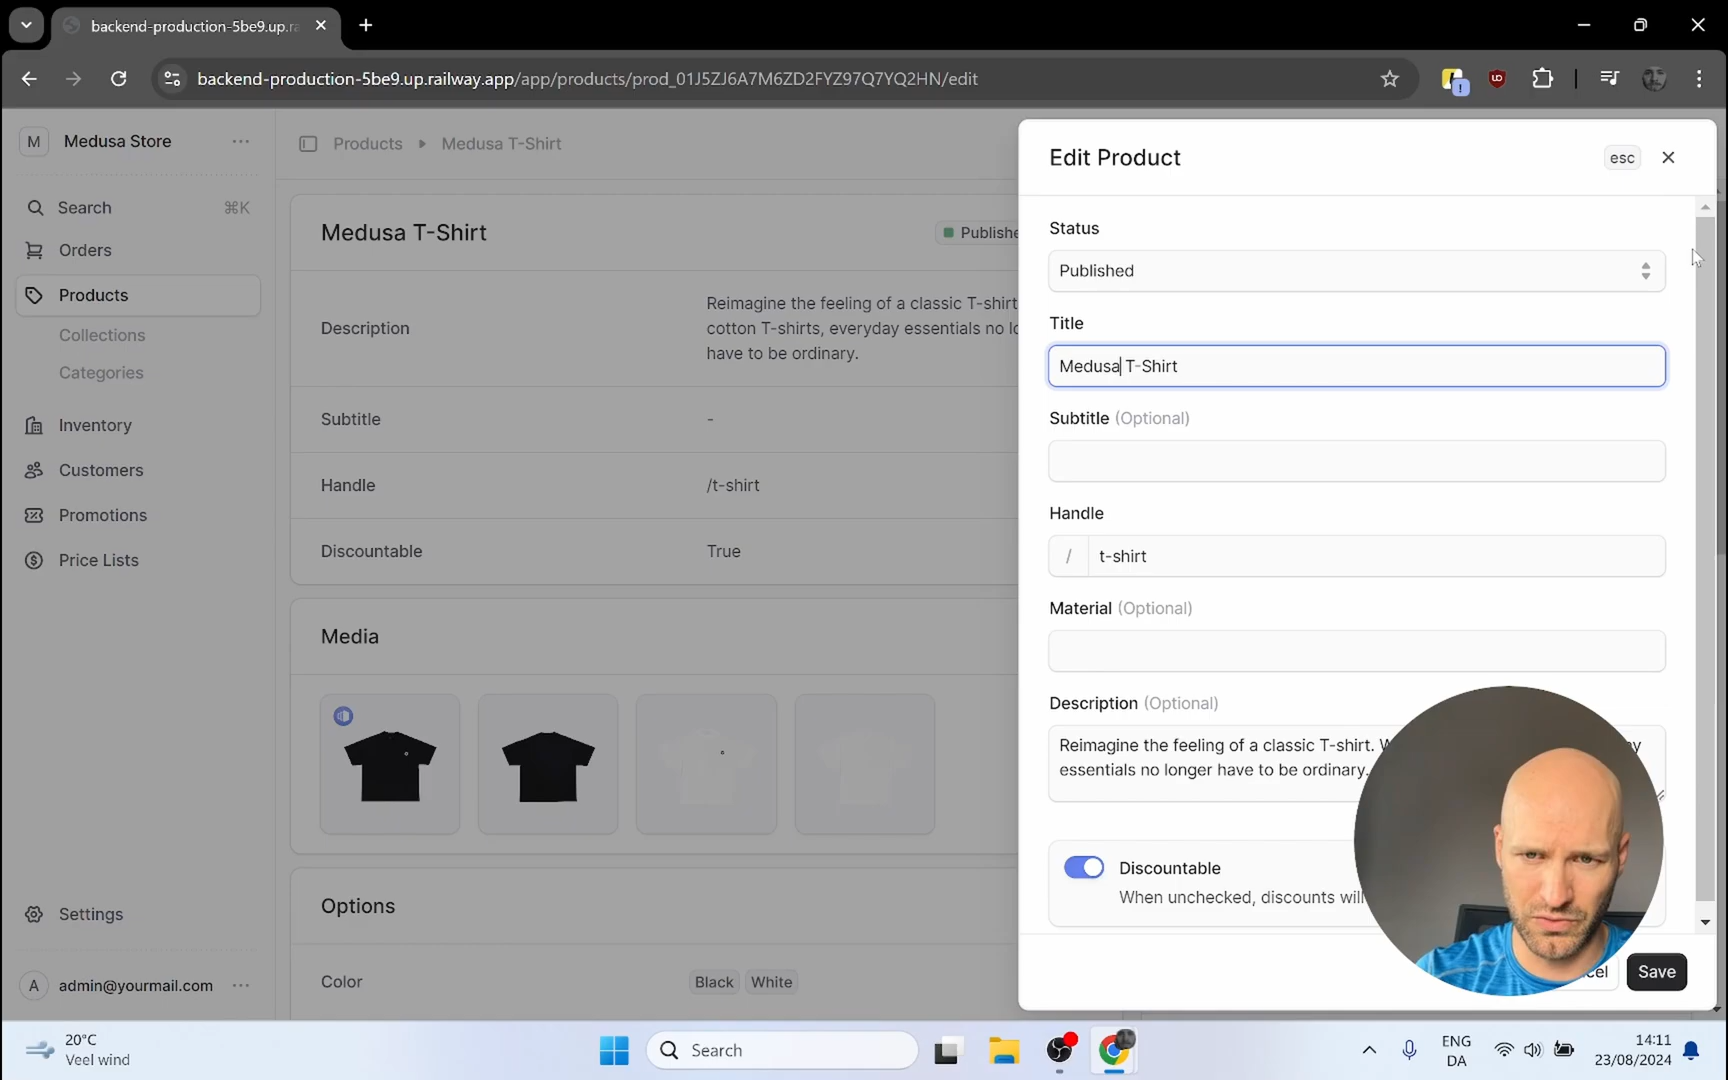 backend-production-5be9.up.ra
backend-production-5be9.up.railway.app/app/products/prod_01J5ZJ6A7M6ZD2FYZ97Q7YQ2HN/edit
M Medusa Store
Search ⌘K
Orders
Products
Collections
Categories
Inventory
Customers
Promotions
Price Lists
Settings
A admin@yourmail.com
Products Medusa T-Shirt
Medusa T-Shirt
Publishe
Description
Reimagine the feeling of a classic T-shirt
cotton T-shirts, everyday essentials no lo
have to be ordinary.
Subtitle -
Handle /t-shirt
Discountable True
Media
Options
Color Black White
Edit Product
esc
Status
Published
Title
Medusa T-Shirt
Subtitle (Optional)
Handle
/ t-shirt
Material (Optional)
Description (Optional)
Reimagine the feeling of a classic T-shirt. W
essentials no longer have to be ordinary.
Discountable
When unchecked, discounts will
cel
Save
20°C
Veel wind
Search
ENG
DA
14:11
23/08/2024